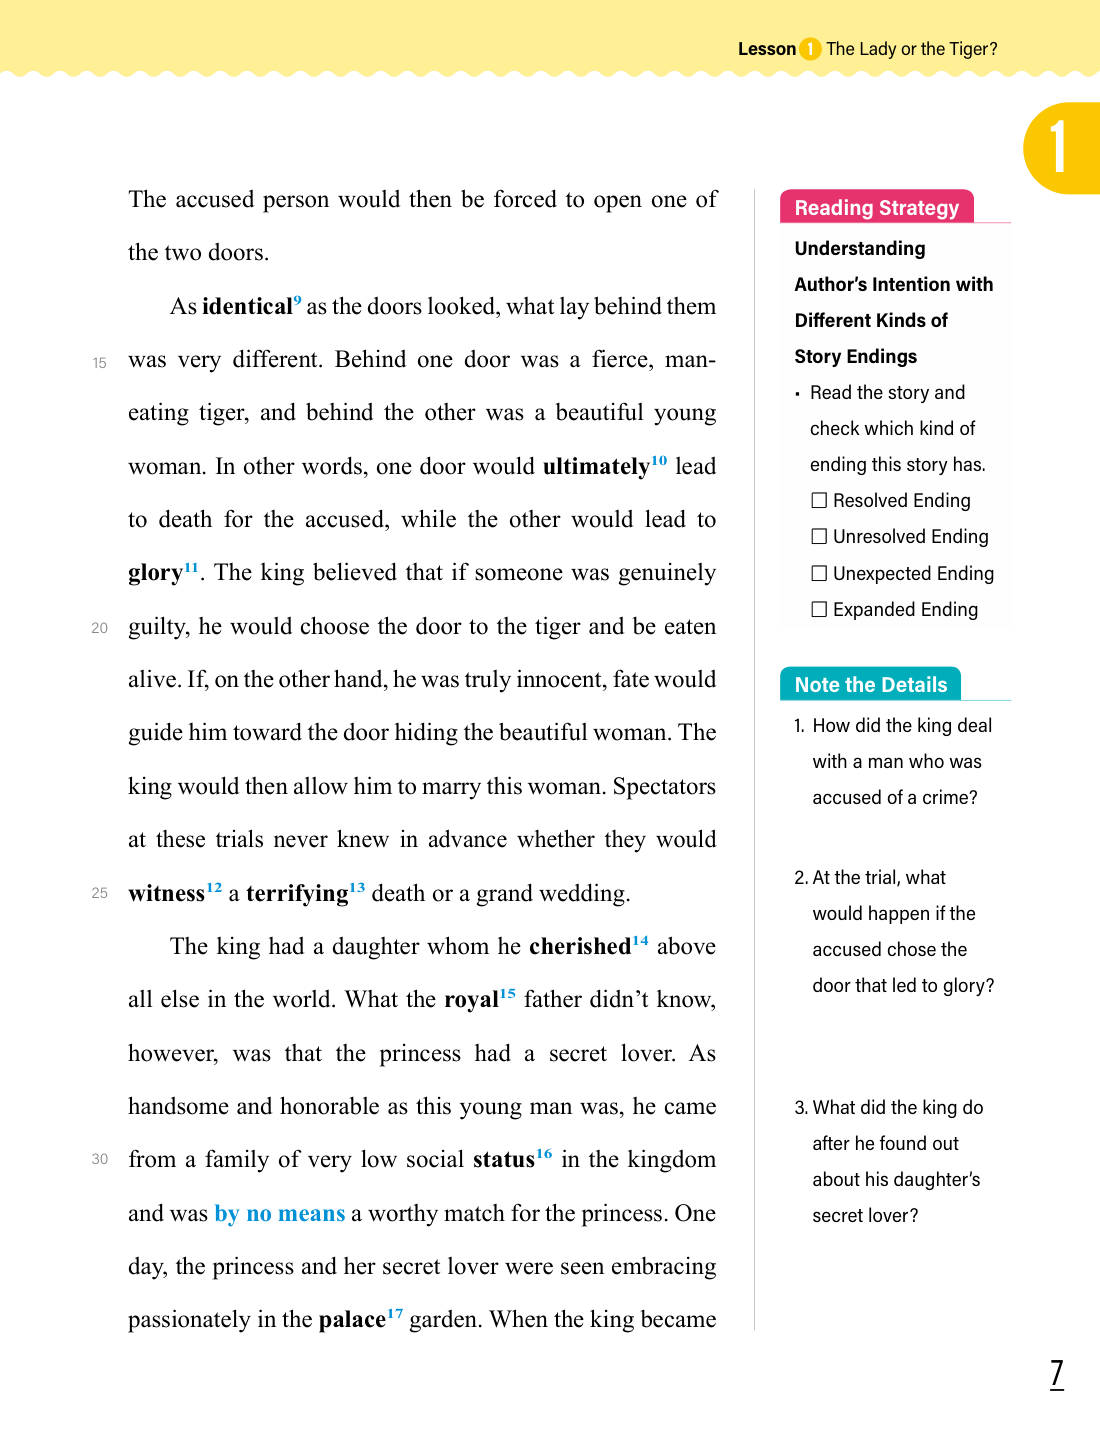 Lesson 1 The Lady or the Tiger?
1
The accused person would then be forced to open one of
the two doors.
As identical9 as the doors looked, what lay behind them
15 was very different. Behind one door was a fierce, man-
eating tiger, and behind the other was a beautiful young
woman. In other words, one door would ultimately10 lead
to death for the accused, while the other would lead to
glory11. The king believed that if someone was genuinely
20 guilty, he would choose the door to the tiger and be eaten
alive. If, on the other hand, he was truly innocent, fate would
guide him toward the door hiding the beautiful woman. The
king would then allow him to marry this woman. Spectators
at these trials never knew in advance whether they would
25 witness12 a terrifying13 death or a grand wedding.
The king had a daughter whom he cherished14 above
all else in the world. What the royal15 father didn’t know,
however, was that the princess had a secret lover. As
handsome and honorable as this young man was, he came
30 from a family of very low social status16 in the kingdom
and was by no means a worthy match for the princess. One
day, the princess and her secret lover were seen embracing
passionately in the palace17 garden. When the king became
Reading Strategy
Understanding
Author’s Intention with
Different Kinds of
Story Endings
• Read the story and
check which kind of
ending this story has.
□ Resolved Ending
□ Unresolved Ending
□ Unexpected Ending
□ Expanded Ending
Note the Details
1. How did the king deal
with a man who was
accused of a crime?
2. At the trial, what
would happen if the
accused chose the
door that led to glory?
3. What did the king do
after he found out
about his daughter’s
secret lover?
7